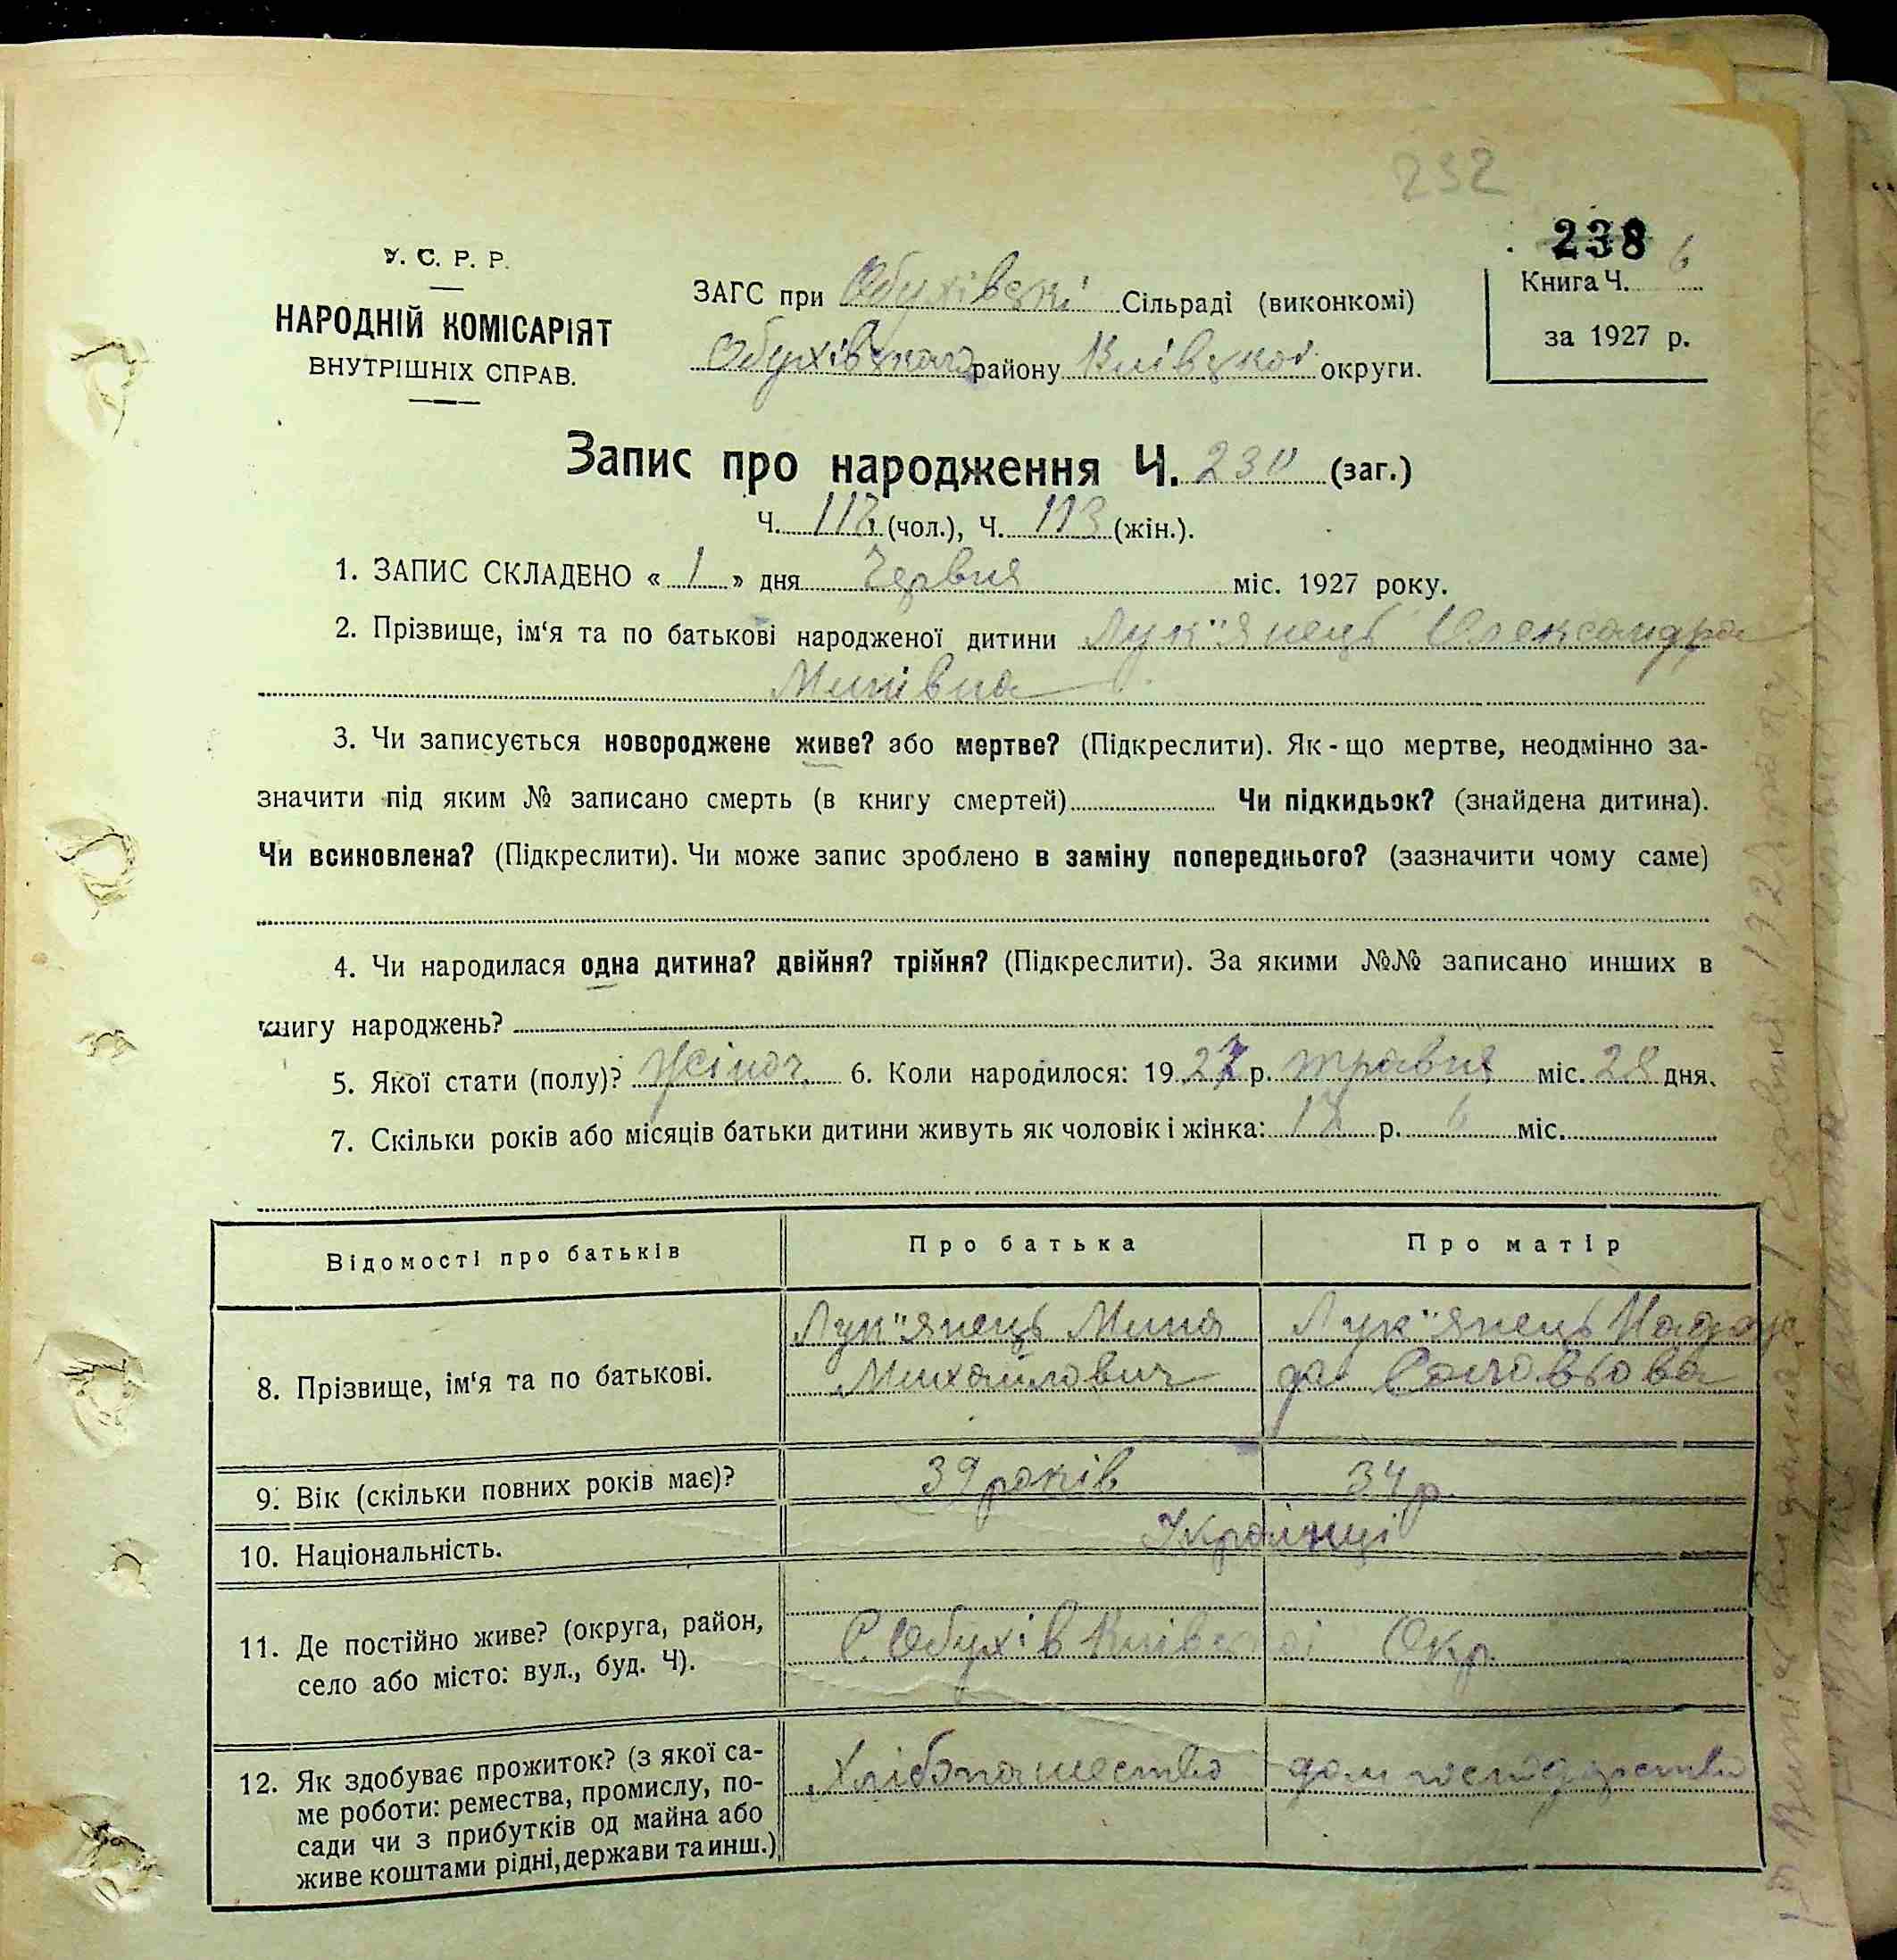 232
238
У. С. Р. Р.
НАРОДНІЙ КОМІСАРІЯТ
ВНУТРІШНІХ СПРАВ.
ЗАГС при Обухівскі Сільраді (виконкомі)
Обухівского району Київскої округи.
Книга Ч. 6
за 1927 р.
Запис про народження Ч. 230 (заг.)
Ч. 117 (чол.), Ч. 113 (жін.).
1. ЗАПИС СКЛАДЕНО « 1 » дня Червня міс. 1927 року.
2. Прізвище, ім‘я та по батькові народженої дитини Лук"янець Олександра
Минівна
3. Чи записується новороджене живе? або мертве? (Підкреслити). Як-що мертве, неодмінно за-
значити під яким № записано смерть (в книгу смертей) Чи підкидьок? (знайдена дитина).
Чи всиновлена? (Підкреслити). Чи може запис зроблено в заміну попереднього? (зазначити чому саме)
4. Чи народилася одна дитина? двійня? трійня? (Підкреслити). За якими №№ записано инших в
книгу народжень?
5. Якої стати (полу)? Жіноч. 6. Коли народилося: 1927 р. травня міс. 28 дня.
7. Скільки років або місяців батьки дитини живуть як чоловік і жінка: р. 6 міс.
Відомості про батьків Про батька Про матір
8. Прізвище, ім‘я та по батькові. Лук"янець Мина Михайлович Лук"янець
9. Вік (скільки повних років має)? 39 років 34 р.
10. Національність. Українці
11. Де постійно живе? (округа, район,
село або місто: вул., буд. Ч). С. Обухів Київскоі Окр.
12. Як здобуває прожиток? (з якої са-
ме роботи: ремества, промислу, по-
сади чи з прибутків од майна або
живе коштами рідні, держави та инш.)
Хлібопашество дом господарство